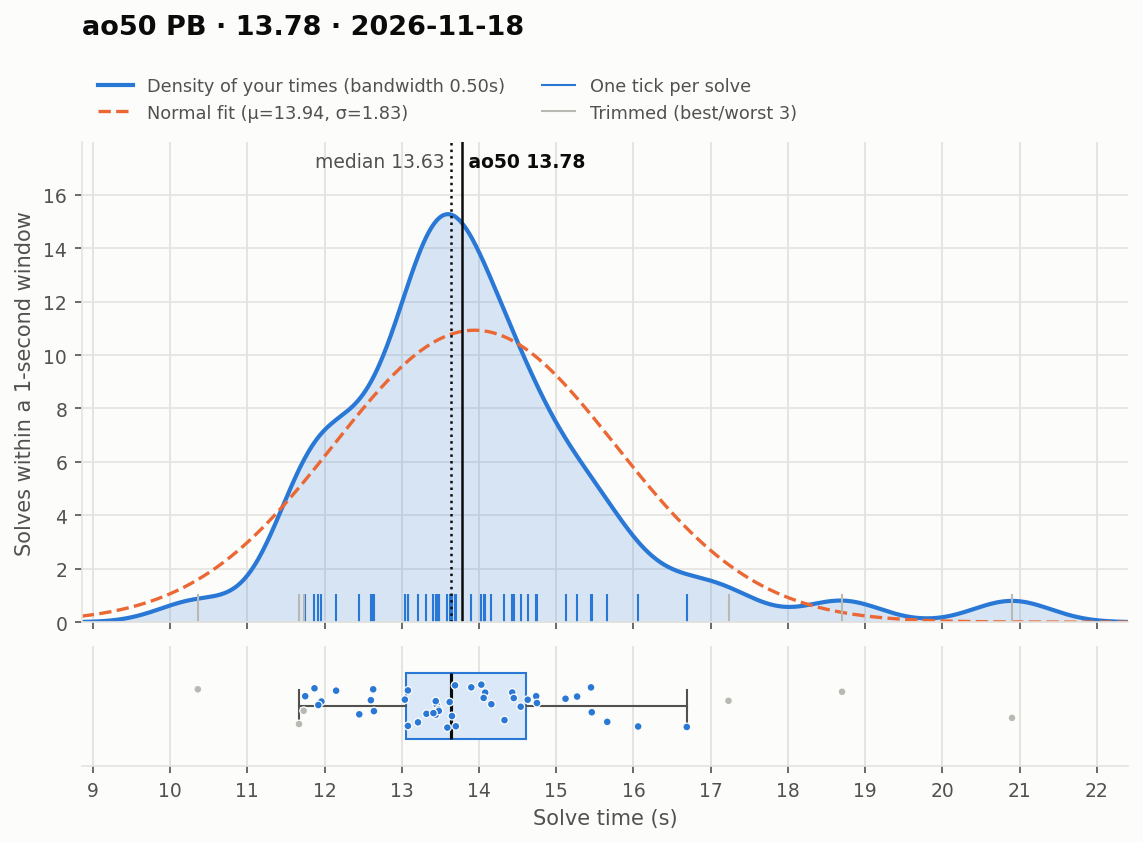 ao50 PB · 13.78 · 2026-11-18
Density of your times (bandwidth 0.50s)
One tick per solve
Normal fit (μ=13.94, σ=1.83)
Trimmed (best/worst 3)
median 13.63
ao50 13.78
Solves within a 1-second window
16
14
12
10
8
6
4
2
0
9 10 11 12 13 14 15 16 17 18 19 20 21 22
Solve time (s)